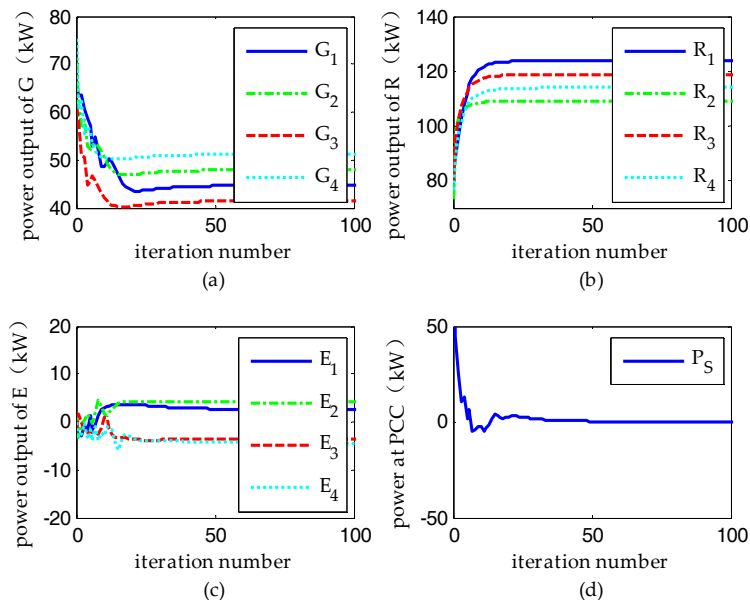 power output of G（kW）
80
70
60
50
40
0
50
100
G1
G2
G3
G4
iteration number
(a)
power output of R（kW）
140
120
100
80
0
50
100
R1
R2
R3
R4
iteration number
(b)
power output of E（kW）
20
10
0
-10
-20
0
50
100
E1
E2
E3
E4
iteration number
(c)
power at PCC（kW）
50
0
-50
0
50
100
PS
iteration number
(d)